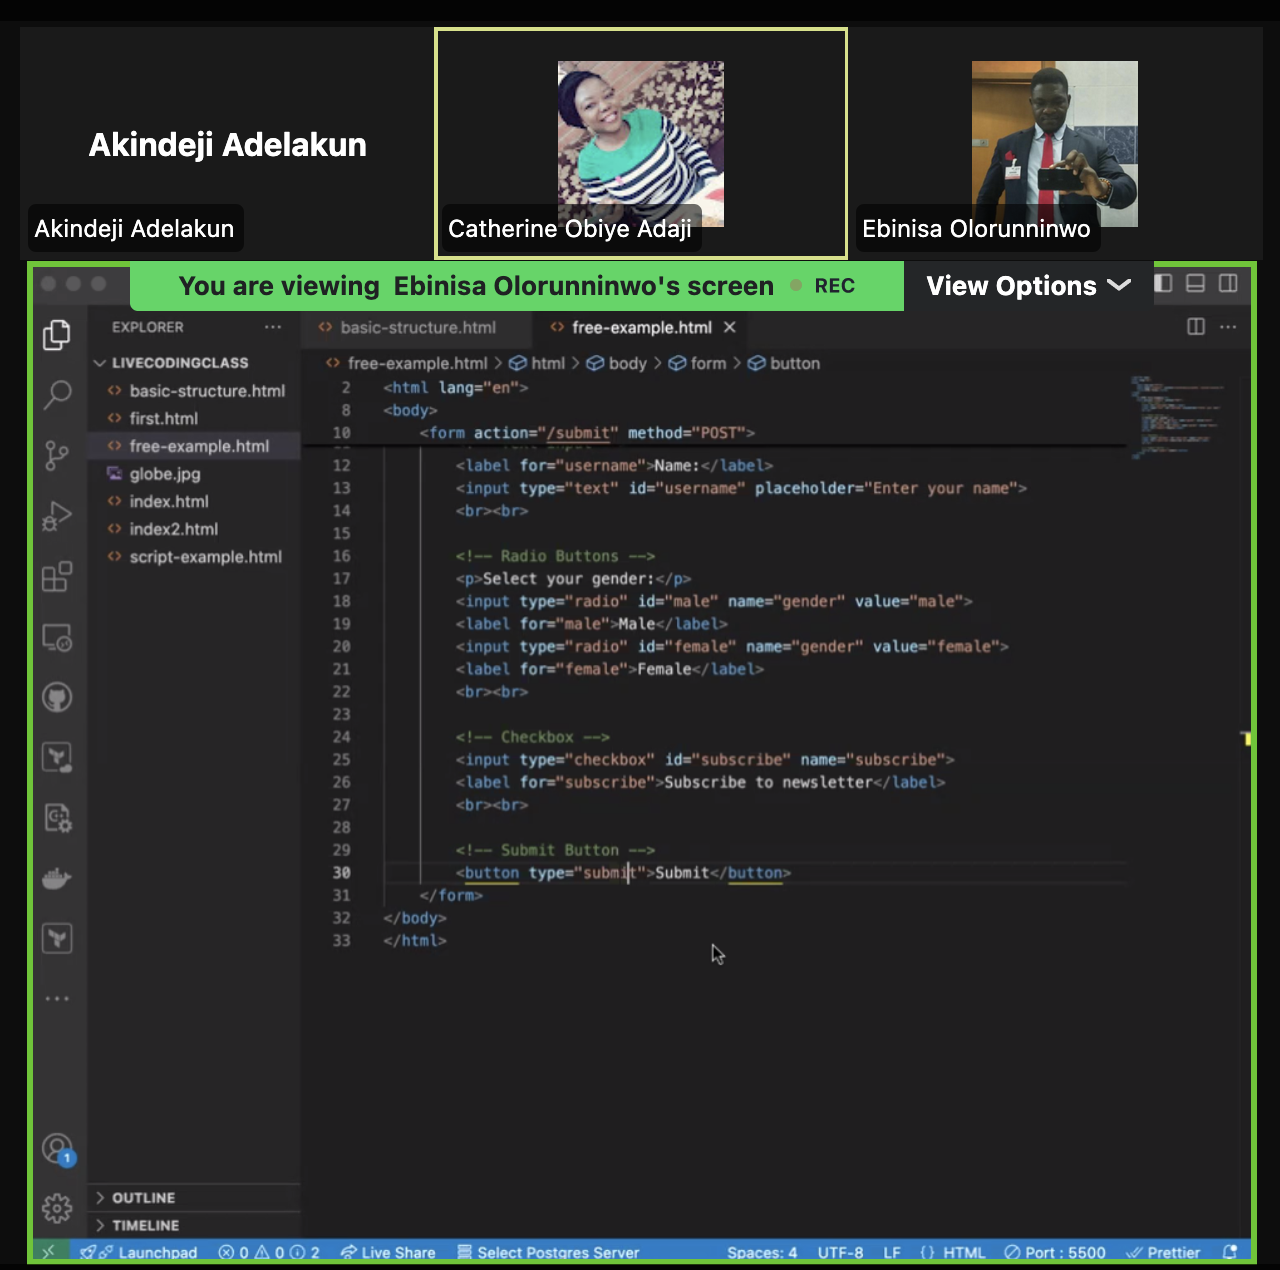 Akindeji Adelakun
Akindeji Adelakun
Catherine Obiye Adaji
Ebinisa Olorunninwo
You are viewing Ebinisa Olorunninwo's screen REC
View Options
EXPLORER
LIVECODINGCLASS
basic-structure.html
first.html
free-example.html
globe.jpg
index.html
index2.html
script-example.html
basic-structure.html
free-example.html
free-example.html > html > body > form > button
2 <html lang="en">
8 <body>
10 <form action="/submit" method="POST">
12 <label for="username">Name:</label>
13 <input type="text" id="username" placeholder="Enter your name">
14 <br><br>
15
16 <!-- Radio Buttons -->
17 <p>Select your gender:</p>
18 <input type="radio" id="male" name="gender" value="male">
19 <label for="male">Male</label>
20 <input type="radio" id="female" name="gender" value="female">
21 <label for="female">Female</label>
22 <br><br>
23
24 <!-- Checkbox -->
25 <input type="checkbox" id="subscribe" name="subscribe">
26 <label for="subscribe">Subscribe to newsletter</label>
27 <br><br>
28
29 <!-- Submit Button -->
30 <button type="submit">Submit</button>
31 </form>
32 </body>
33 </html>
1
OUTLINE
TIMELINE
Launchpad 0 0 2 Live Share Select Postgres Server Spaces: 4 UTF-8 LF {} HTML Port : 5500 Prettier